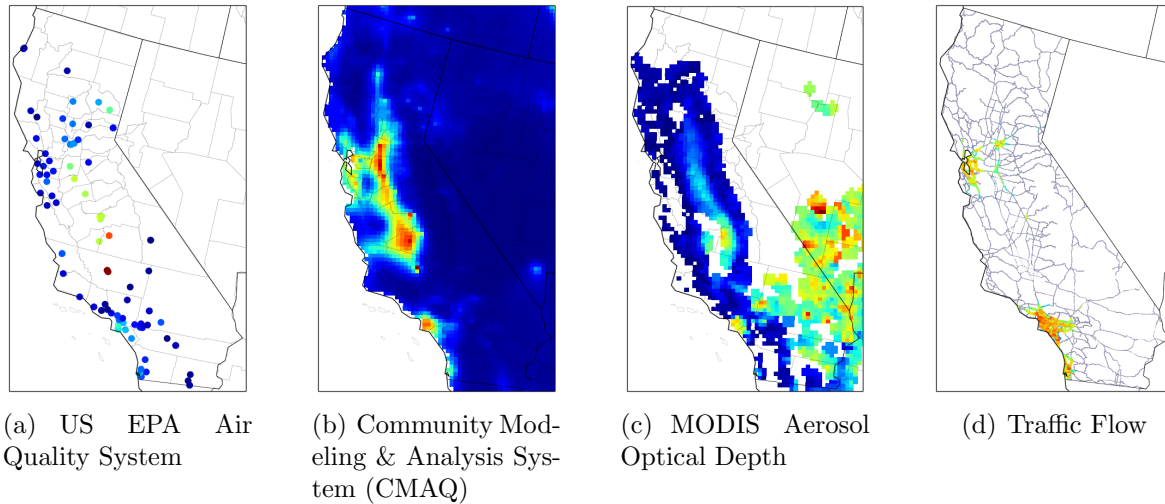 (a) US EPA Air
Quality System
(b) Community Mod-
eling & Analysis Sys-
tem (CMAQ)
(c) MODIS Aerosol
Optical Depth
(d) Traffic Flow